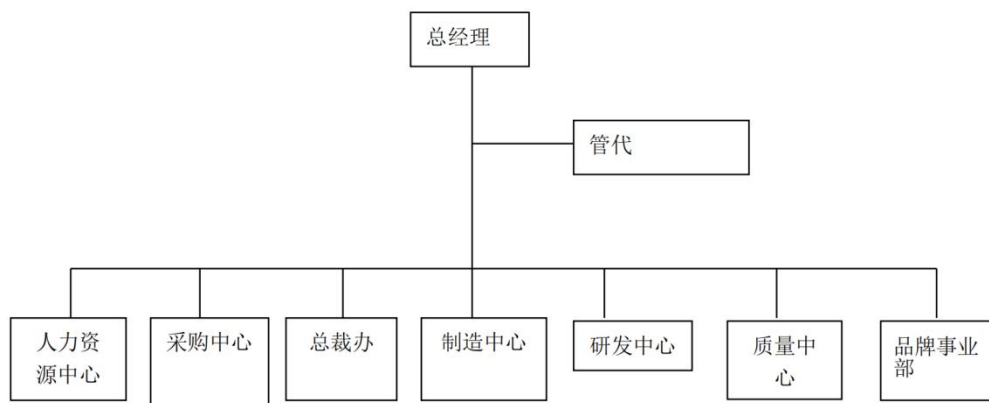 总经理
管代
人力资
源中心
采购中心
总裁办
制造中心
研发中心
质量中
心
品牌事业
部